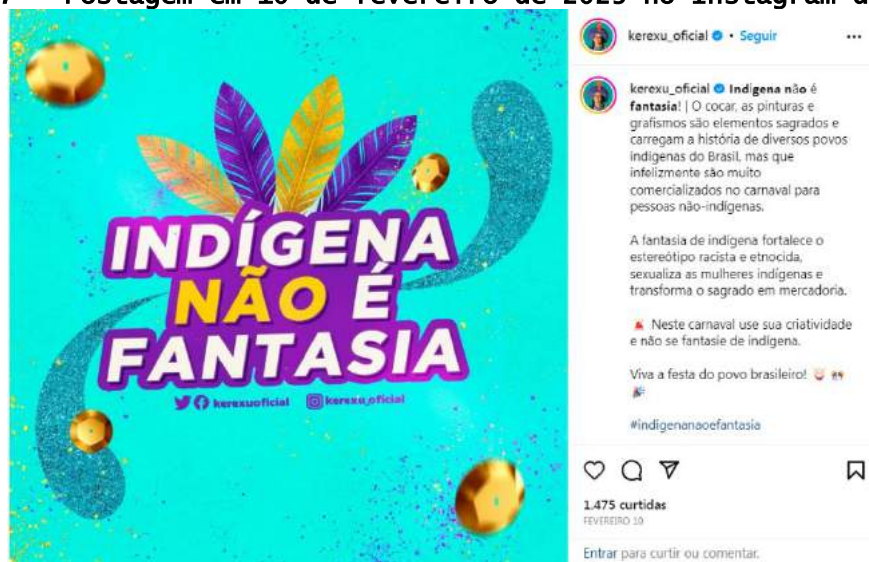 Postagem em 10 de fevereiro de 2023 no Instagram d
INDÍGENA
NÃO É
FANTASIA
kerexuoficial kerexu_oficial
kerexu_oficial • Seguir
kerexu_oficial Indígena não é
fantasia! | O cocar, as pinturas e
grafismos são elementos sagrados e
carregam a história de diversos povos
indígenas do Brasil, mas que
infelizmente são muito
comercializados no carnaval para
pessoas não-indígenas.
A fantasia de indígena fortalece o
estereótipo racista e etnocida,
sexualiza as mulheres indígenas e
transforma o sagrado em mercadoria.
Neste carnaval use sua criatividade
e não se fantasie de indígena.
Viva a festa do povo brasileiro!
#indigenanaoefantasia
1.475 curtidas
FEVEREIRO 10
Entrar para curtir ou comentar.